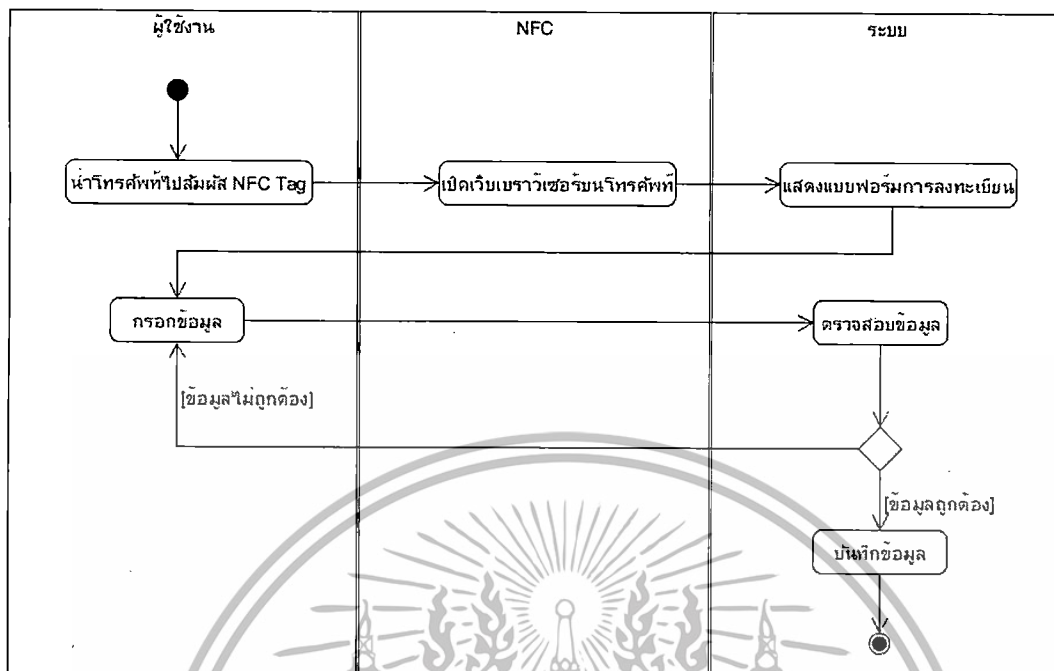 ผู้ใช้งาน
NFC
ระบบ
นำโทรศัพท์ไปสัมผัส NFC Tag
เปิดเว็บเบราว์เซอร์บนโทรศัพท์
แสดงแบบฟอร์มการลงทะเบียน
กรอกข้อมูล
ตรวจสอบข้อมูล
[ข้อมูลไม่ถูกต้อง]
[ข้อมูลถูกต้อง]
บันทึกข้อมูล